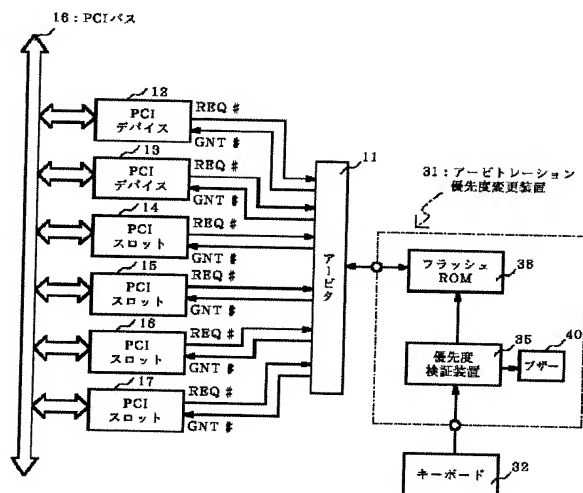 16：PCIバス
12
PCI
デバイス
REQ #
GNT #
13
PCI
デバイス
REQ #
GNT #
14
PCI
スロット
REQ #
GNT #
15
PCI
スロット
REQ #
GNT #
16
PCI
スロット
REQ #
GNT #
17
PCI
スロット
REQ #
GNT #
11
アービタ
31：アービトレーション
優先度変更装置
フラッシュ
ROM
36
優先度
検証装置
35
ブザー
40
キーボード
32